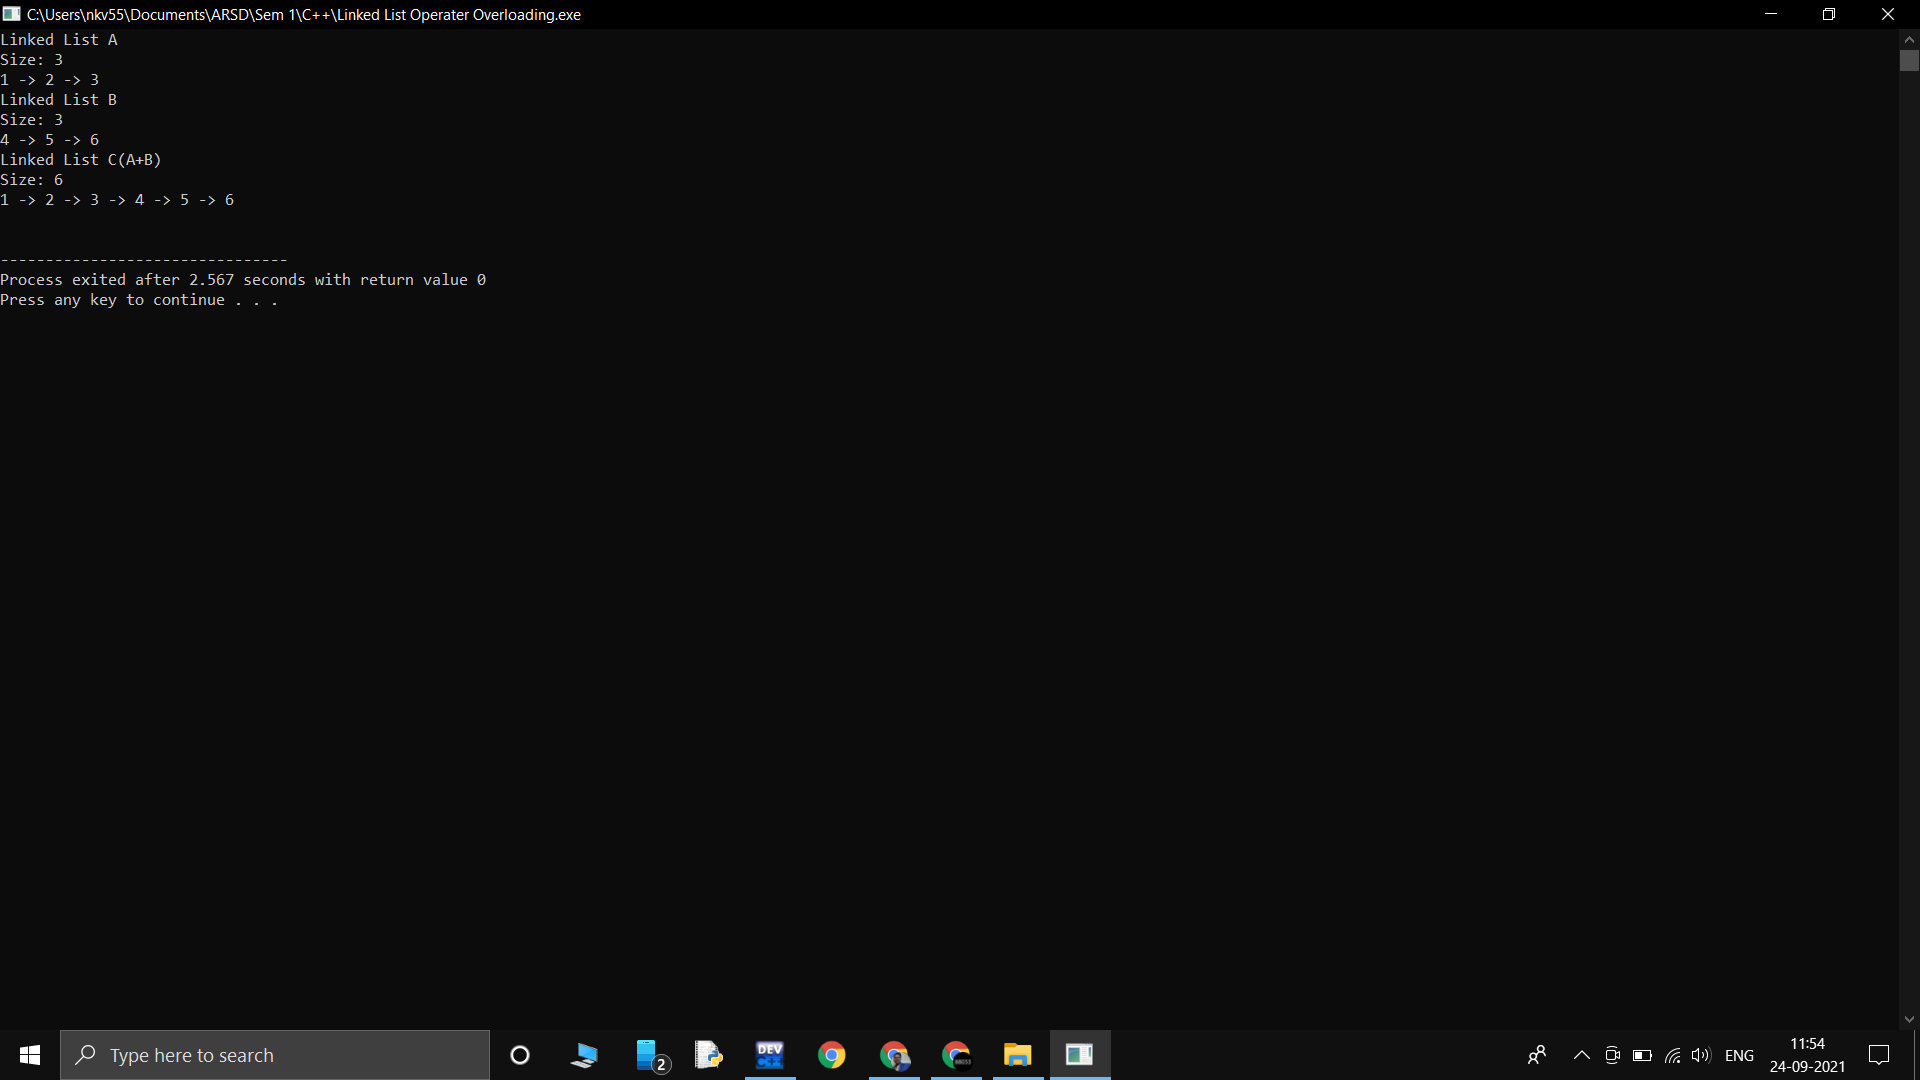 C:\Users\nkv55\Documents\ARSD\Sem 1\C++\Linked List Operater Overloading.exe
Linked List A
Size: 3
1 -> 2 -> 3
Linked List B
Size: 3
4 -> 5 -> 6
Linked List C(A+B)
Size: 6
1 -> 2 -> 3 -> 4 -> 5 -> 6
--------------------------------
Process exited after 2.567 seconds with return value 0
Press any key to continue . . .
Type here to search
2
DEV
C++
ENG
11:54
24-09-2021